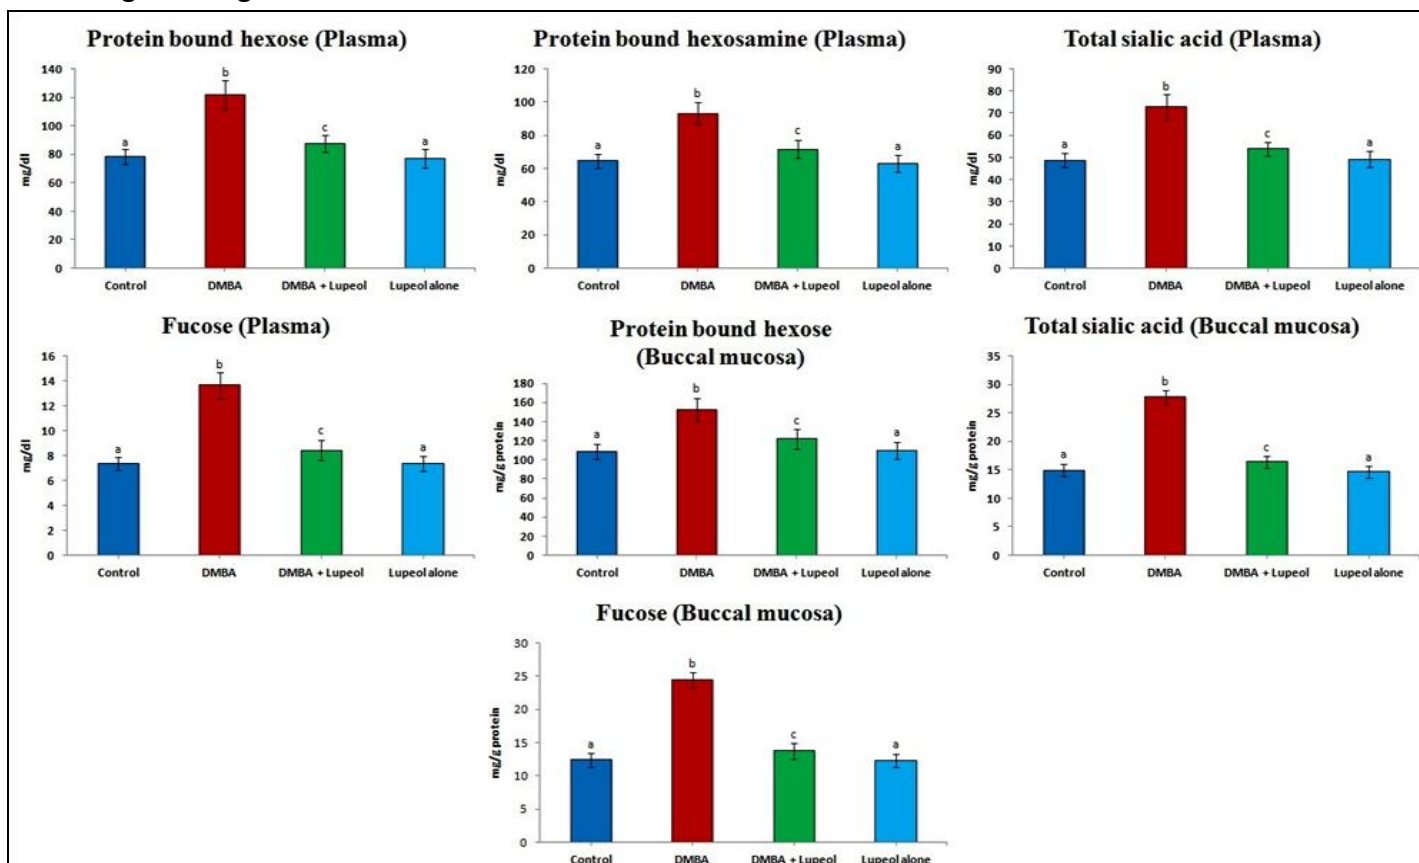 Protein bound hexose (Plasma)
mg/dl
140
120
100
80
60
40
20
0
a
b
c
a
Control
DMBA
DMBA + Lupeol
Lupeol alone
Protein bound hexosamine (Plasma)
mg/dl
120
100
80
60
40
20
0
a
b
c
a
Control
DMBA
DMBA + Lupeol
Lupeol alone
Total sialic acid (Plasma)
mg/dl
90
80
70
60
50
40
30
20
10
0
a
b
c
a
Control
DMBA
DMBA + Lupeol
Lupeol alone
Fucose (Plasma)
mg/dl
16
14
12
10
8
6
4
2
0
a
b
c
a
Control
DMBA
DMBA + Lupeol
Lupeol alone
Protein bound hexose
(Buccal mucosa)
mg/g protein
180
160
140
120
100
80
60
40
20
0
a
b
c
a
Control
DMBA
DMBA + Lupeol
Lupeol alone
Total sialic acid (Buccal mucosa)
mg/g protein
35
30
25
20
15
10
5
0
a
b
c
a
Control
DMBA
DMBA + Lupeol
Lupeol alone
Fucose (Buccal mucosa)
mg/g protein
30
25
20
15
10
5
0
a
b
c
a
Control
DMBA
DMBA + Lupeol
Lupeol alone